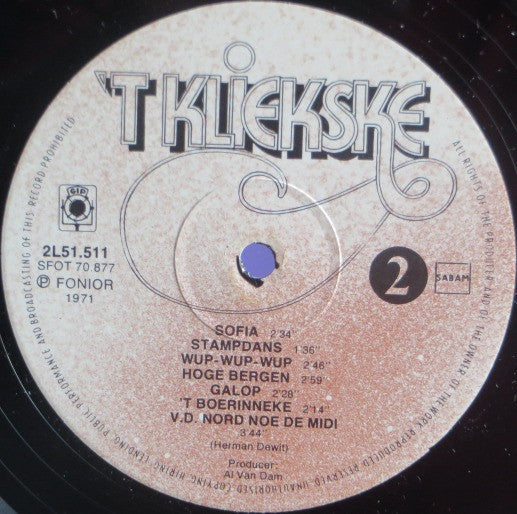 'T KLIEKSKE
GIP
2L51.511
SFOT 70.877
℗ FONIOR
1971
2
SABAM
SOFIA 2'34"
STAMPDANS 1'36"
WUP-WUP-WUP 2'46"
HOGE BERGEN 2'59
GALOP 2'28"
'T BOERINNEKE 2'14
V.D. NORD NOE DE MIDI
3'44
(Herman Dewit)
Producer:
Al Van Dam
ALL RIGHTS OF THE PRODUCER AND OF THE OWNER OF THE WORK REPRODUCED RESERVED UNAUTHORISED COPYING HIRING LENDING PUBLIC PERFORMANCE AND BROADCASTING OF THIS RECORD PROHIBITED